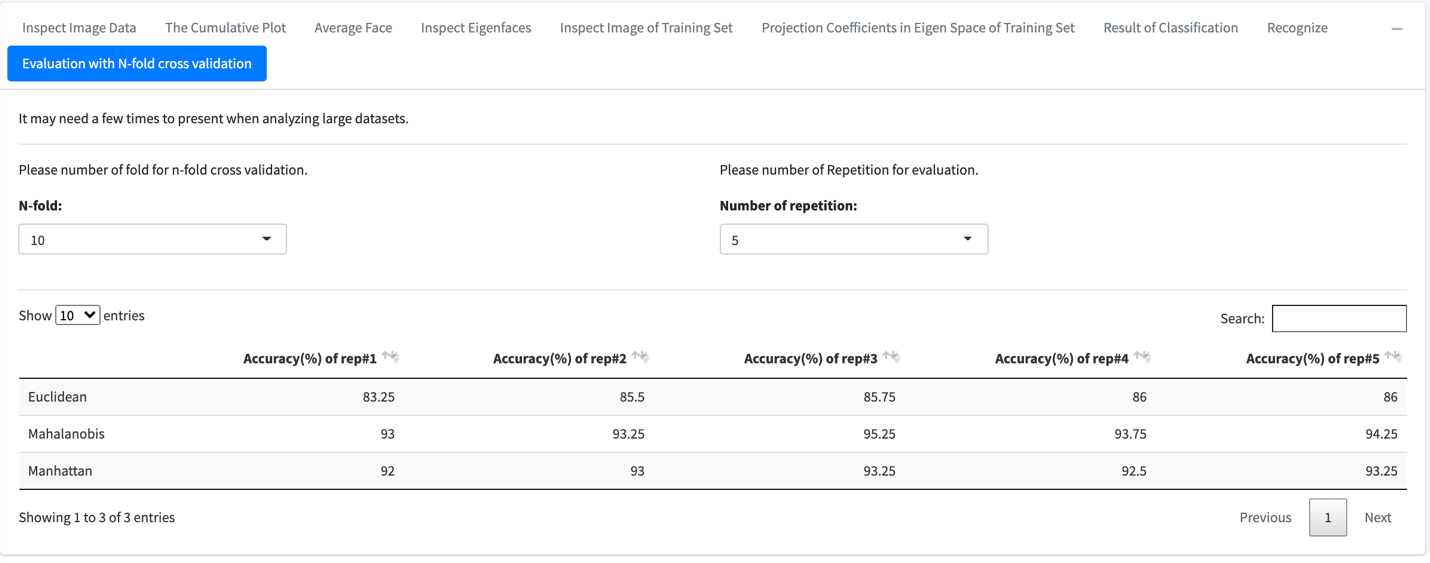 Inspect Image Data The Cumulative Plot Average Face Inspect Eigenfaces Inspect Image of Training Set Projection Coefficients in Eigen Space of Training Set Result of Classification Recognize
Evaluation with N-fold cross validation
It may need a few times to present when analyzing large datasets.
Please number of fold for n-fold cross validation. Please number of Repetition for evaluation.
N-fold: Number of repetition:
10 5
Show 10 entries Search:
Accuracy(%) of rep#1 Accuracy(%) of rep#2 Accuracy(%) of rep#3 Accuracy(%) of rep#4 Accuracy(%) of rep#5
Euclidean 83.25 85.5 85.75 86 86
Mahalanobis 93 93.25 95.25 93.75 94.25
Manhattan 92 93 93.25 92.5 93.25
Showing 1 to 3 of 3 entries Previous 1 Next